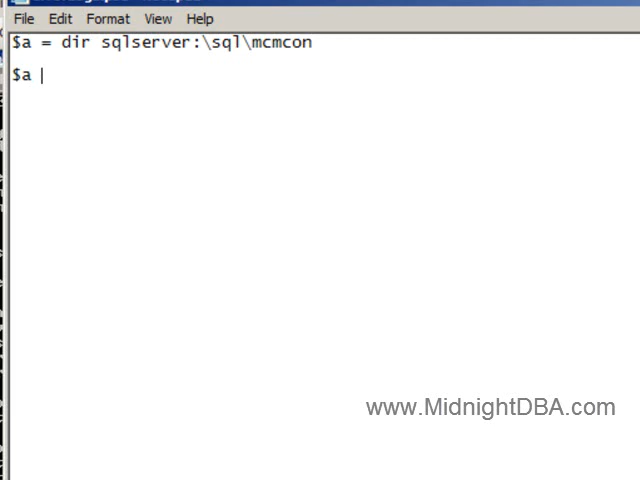 File Edit Format View Help
$a = dir sqlserver:\sql\mcmcon
$a
www.MidnightDBA.com